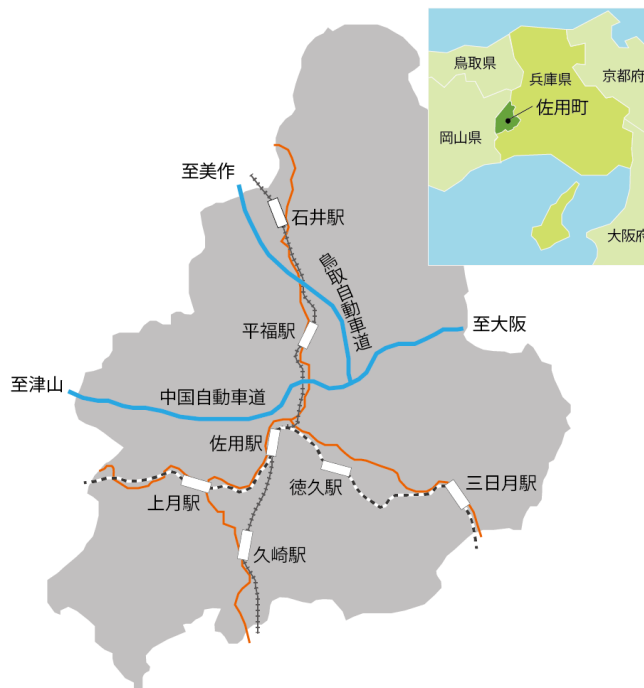 鳥取県
兵庫県
京都府
佐用町
岡山県
大阪府
至美作
石井駅
鳥取自動車道
平福駅
至大阪
至津山
中国自動車道
佐用駅
徳久駅
三日月駅
上月駅
久崎駅